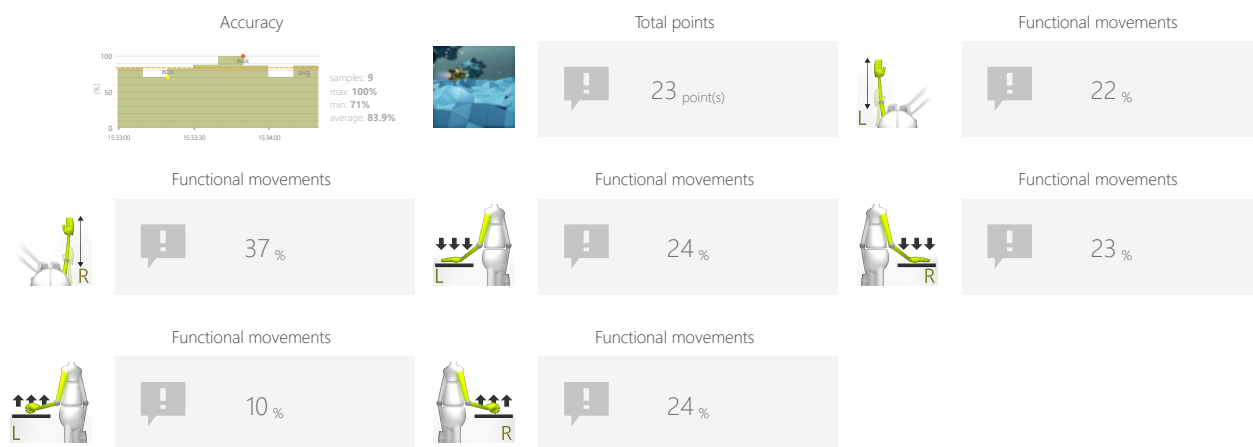 Accuracy
100
50
0
[%]
min
max
avg
15:33:00
15:33:30
15:34:00
samples: 9
max: 100%
min: 71%
average: 83.9%
Total points
23 point(s)
Functional movements
L
22 %
Functional movements
R
37 %
Functional movements
L
24 %
Functional movements
R
23 %
Functional movements
L
10 %
Functional movements
R
24 %